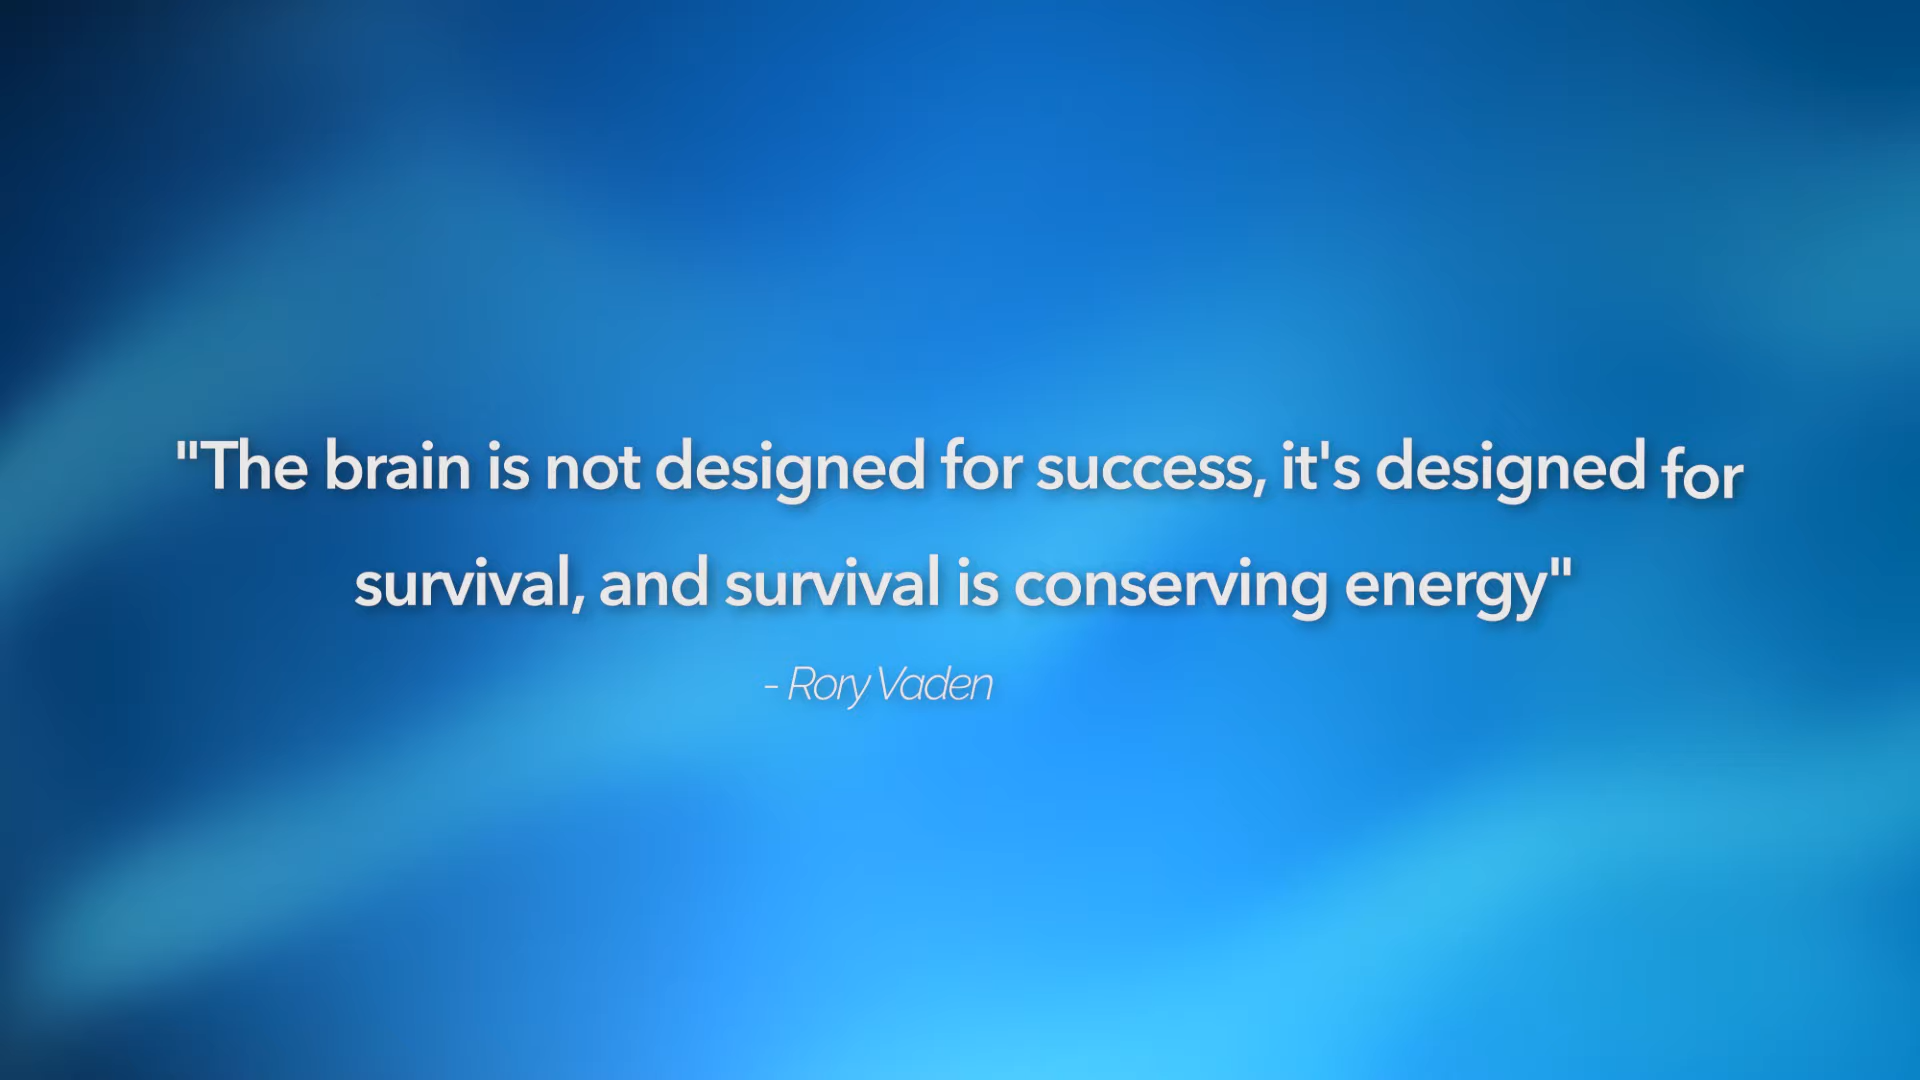 "The brain is not designed for success, it's designed for
survival, and survival is conserving energy"
- Rory Vaden